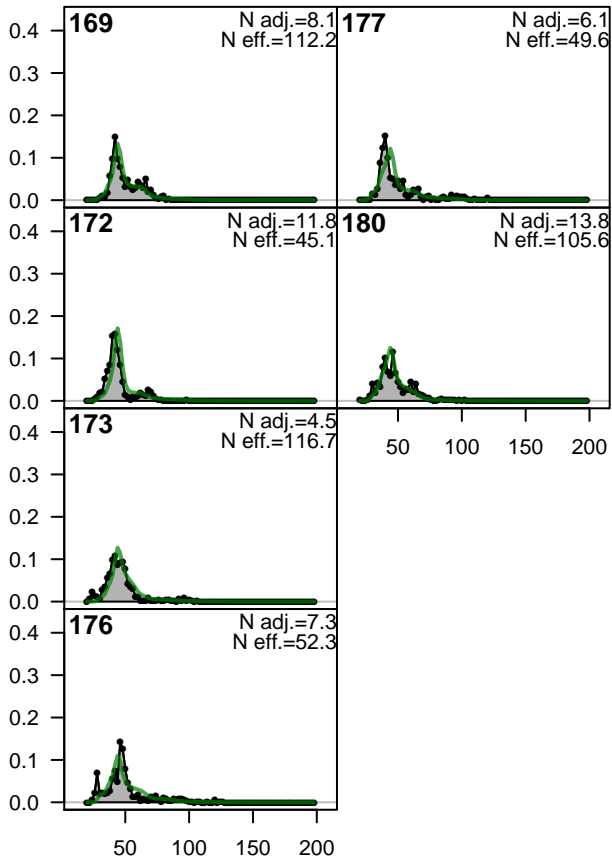 169
N adj.=8.1
N eff.=112.2
177
N adj.=6.1
N eff.=49.6
0.4
0.3
0.2
0.1
0.0
172
N adj.=11.8
N eff.=45.1
180
N adj.=13.8
N eff.=105.6
0.4
0.3
0.2
0.1
0.0
50 100 150 200
173
N adj.=4.5
N eff.=116.7
0.4
0.3
0.2
0.1
0.0
176
N adj.=7.3
N eff.=52.3
0.4
0.3
0.2
0.1
0.0
50 100 150 200